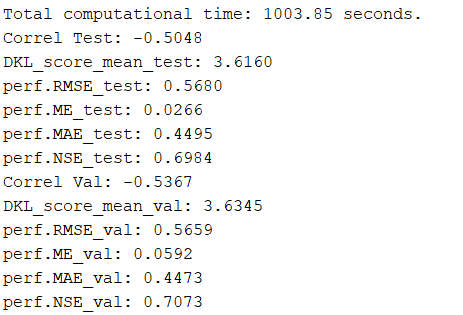 Total computational time: 1003.85 seconds.
Correl Test: -0.5048
DKL_score_mean_test: 3.6160
perf.RMSE_test: 0.5680
perf.ME_test: 0.0266
perf.MAE_test: 0.4495
perf.NSE_test: 0.6984
Correl Val: -0.5367
DKL_score_mean_val: 3.6345
perf.RMSE_val: 0.5659
perf.ME_val: 0.0592
perf.MAE_val: 0.4473
perf.NSE_val: 0.7073